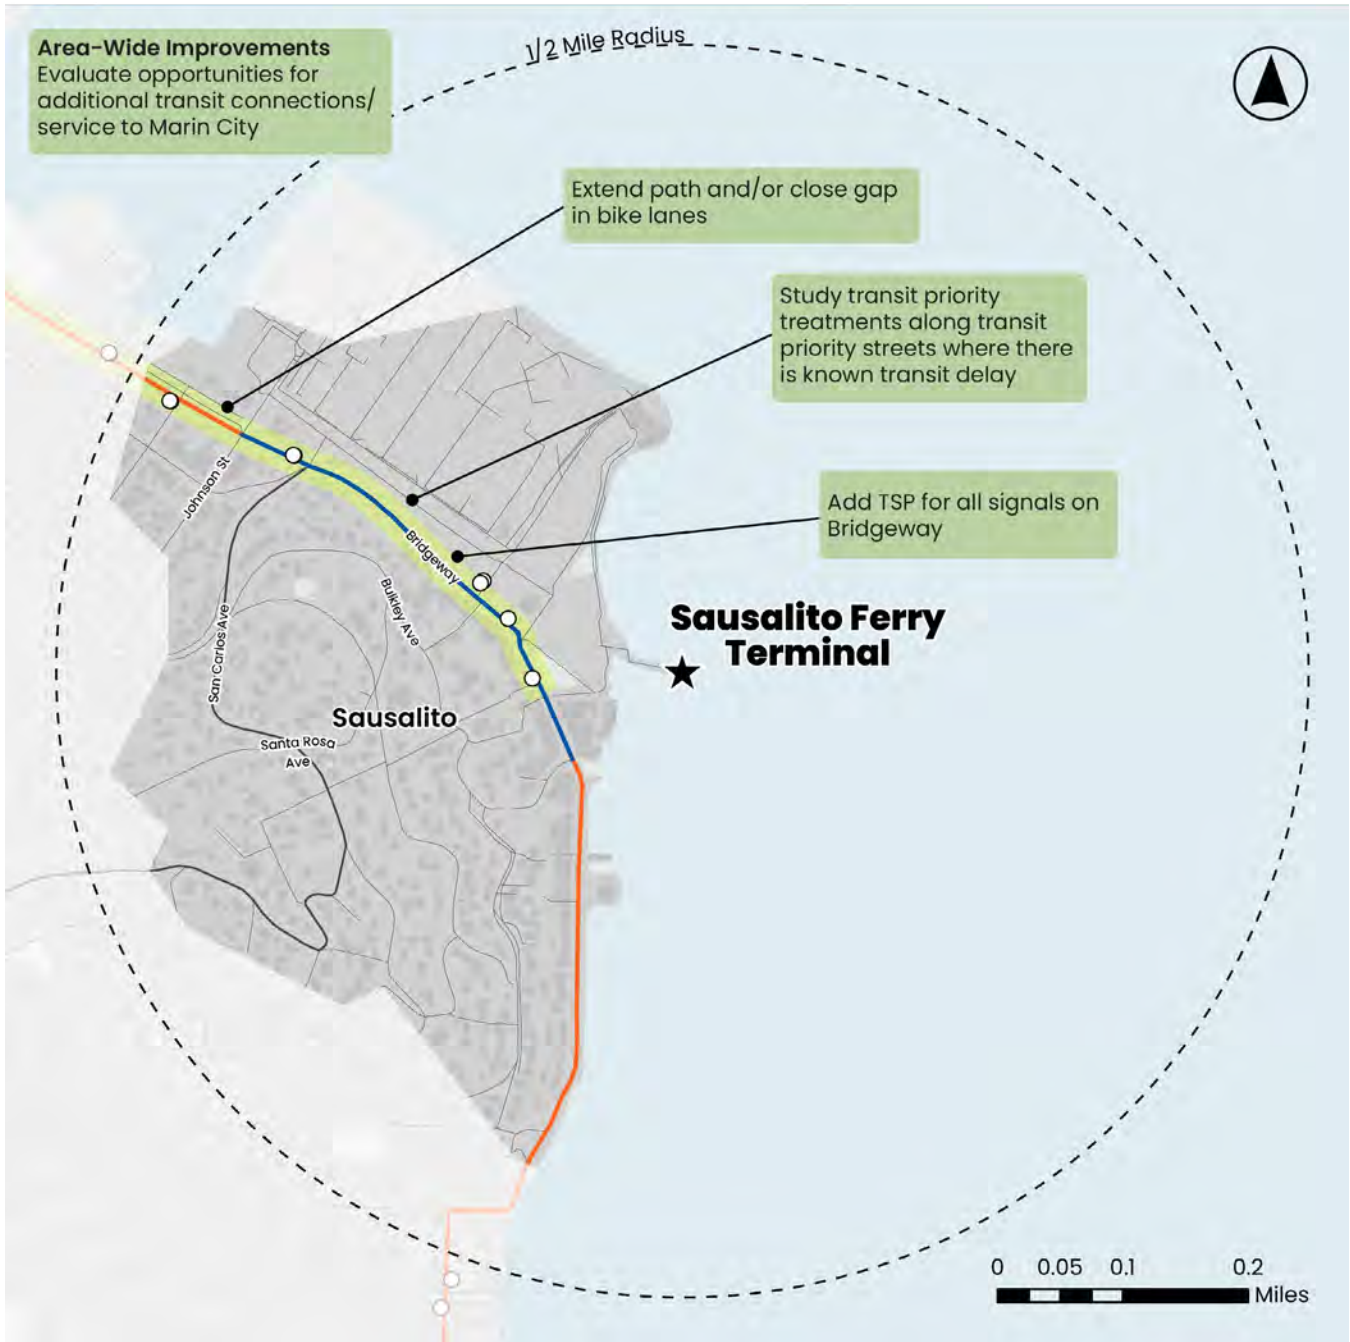 Area-Wide Improvements
Evaluate opportunities for
additional transit connections/
service to Marin City
1/2 Mile Radius
Extend path and/or close gap
in bike lanes
Study transit priority
treatments along transit
priority streets where there
is known transit delay
Add TSP for all signals on
Bridgeway
Johnson St
Bridgeway
Bulkley Ave
San Carlos Ave
Sausalito Ferry
Terminal
Sausalito
Santa Rosa
Ave
0 0.05 0.1 0.2
Miles